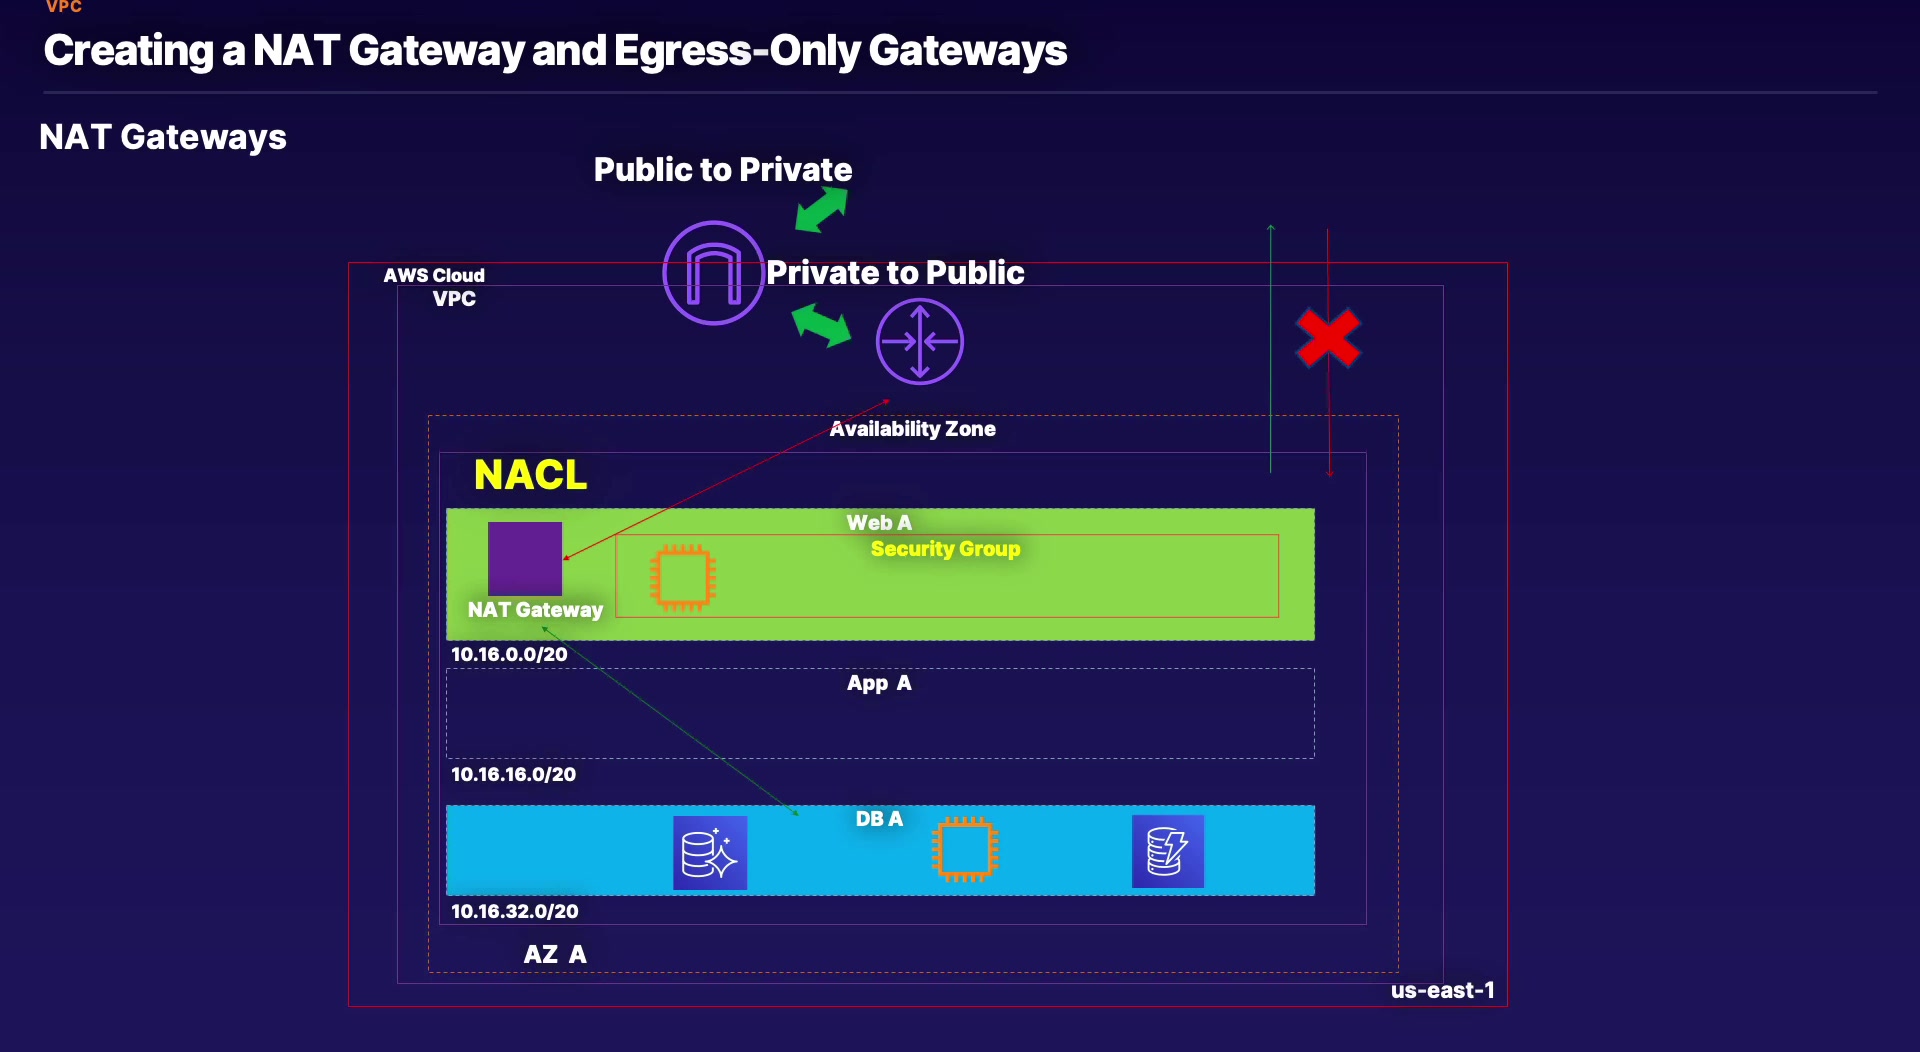 VPC
Creating a NAT Gateway and Egress-Only Gateways
NAT Gateways
Public to Private
AWS Cloud
Private to Public
VPC
Availability Zone
NACL
Web A
Security Group
NAT Gateway
10.16.0.0/20
App A
10.16.16.0/20
DB A
10.16.32.0/20
AZ A
us-east-1